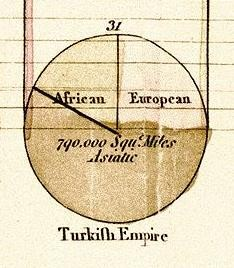 31
African European
790.000 Squ.ᵉ Miles
Asiatic
Turkiſh Empire